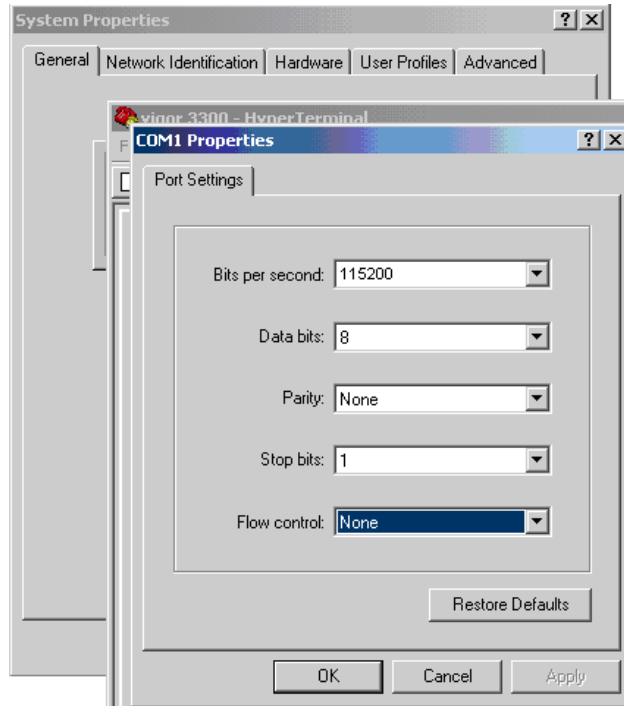 System Properties
General
Network Identification
Hardware
User Profiles
Advanced
vigor 3300 - HyperTerminal
F
COM1 Properties
Port Settings
Bits per second: 115200
Data bits: 8
Parity: None
Stop bits: 1
Flow control: None
Restore Defaults
OK
Cancel
Apply